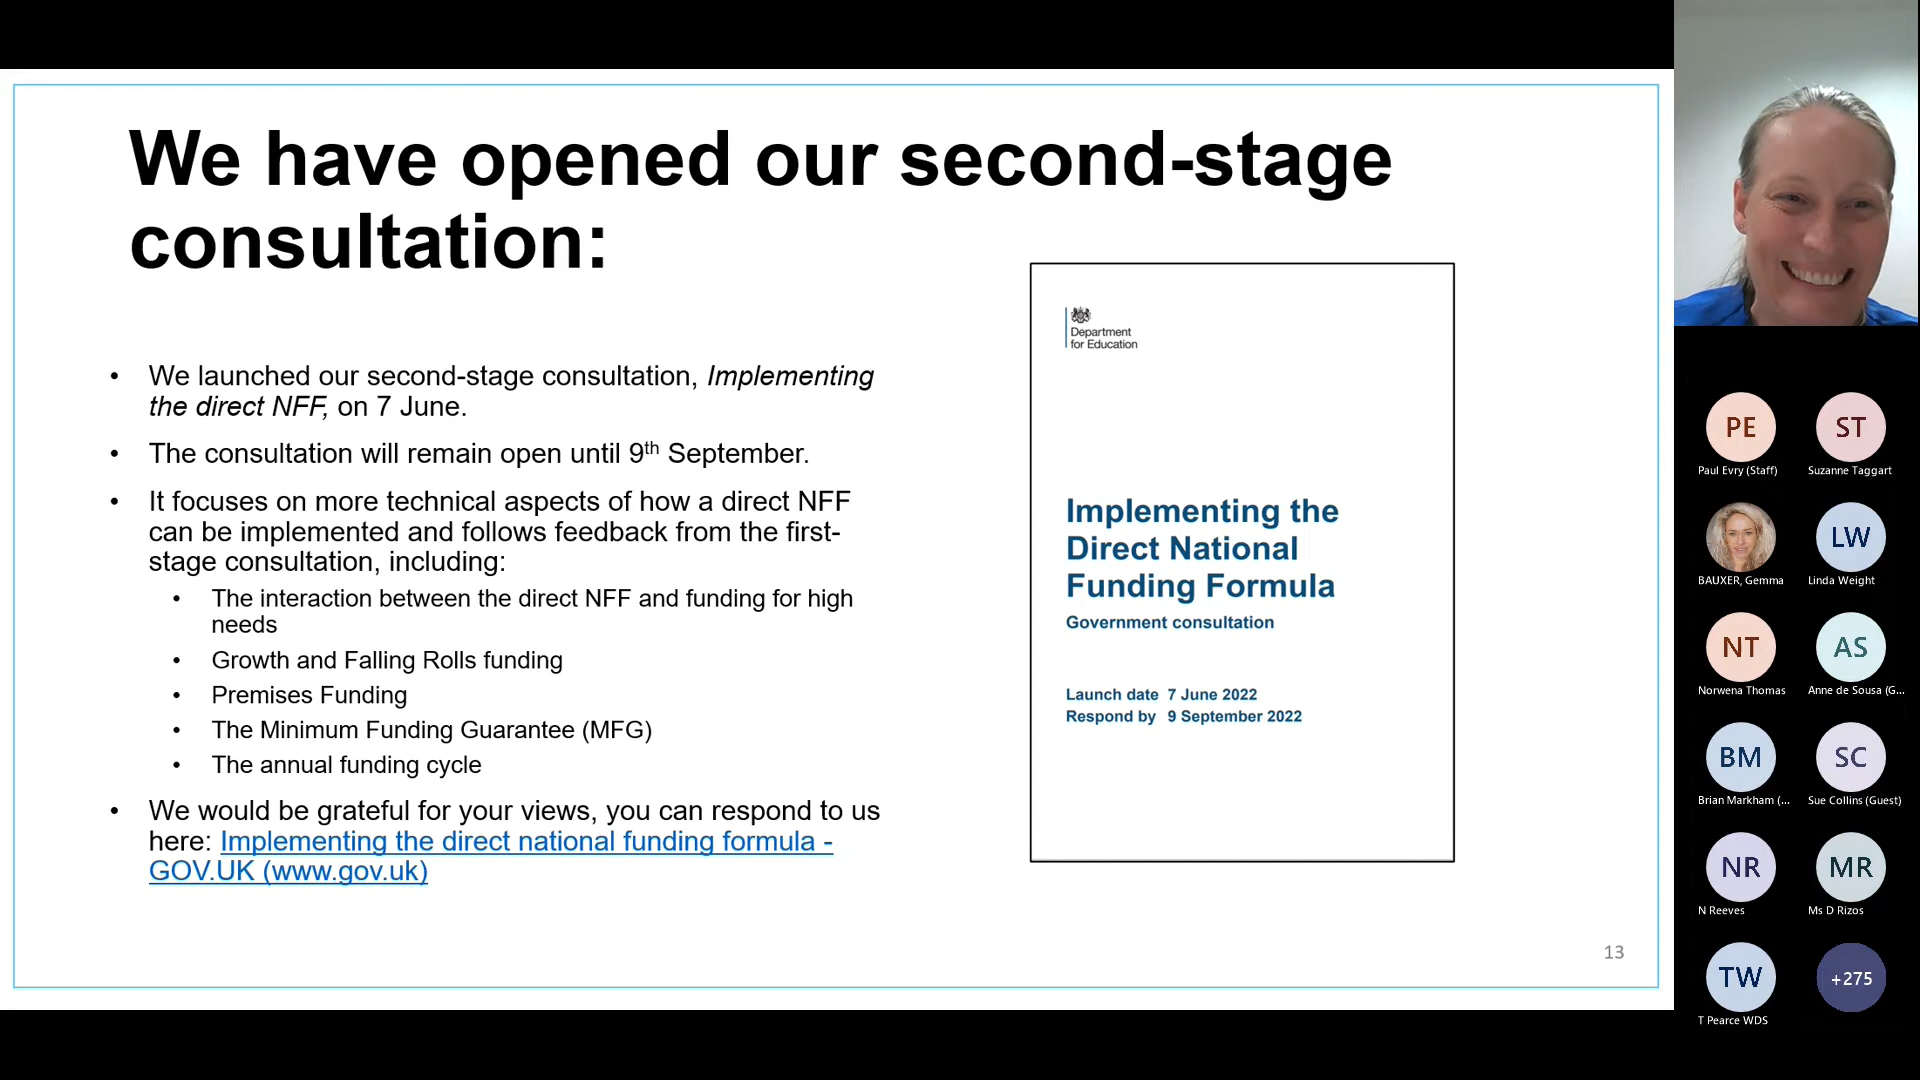 We have opened our second-stage
consultation:
• We launched our second-stage consultation, Implementing
the direct NFF, on 7 June.
• The consultation will remain open until 9th September.
• It focuses on more technical aspects of how a direct NFF
can be implemented and follows feedback from the first-
stage consultation, including:
• The interaction between the direct NFF and funding for high
needs
• Growth and Falling Rolls funding
• Premises Funding
• The Minimum Funding Guarantee (MFG)
• The annual funding cycle
• We would be grateful for your views, you can respond to us
here: Implementing the direct national funding formula -
GOV.UK (www.gov.uk)
Department
for Education
Implementing the
Direct National
Funding Formula
Government consultation
Launch date 7 June 2022
Respond by 9 September 2022
13
PE
Paul Evry (Staff)
ST
Suzanne Taggart
BAUXER, Gemma
LW
Linda Weight
NT
Norwena Thomas
AS
Anne de Sousa (G...
BM
Brian Markham (...
SC
Sue Collins (Guest)
NR
N Reeves
MR
Ms D Rizos
TW
T Pearce WDS
+275